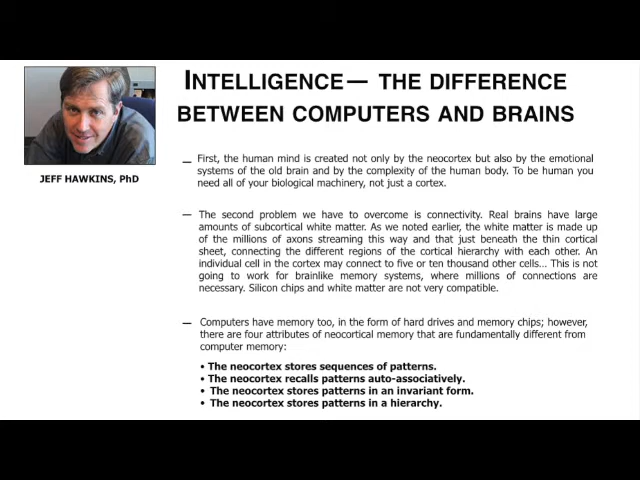 INTELLIGENCE— THE DIFFERENCE
BETWEEN COMPUTERS AND BRAINS
JEFF HAWKINS, PhD
— First, the human mind is created not only by the neocortex but also by the emotional
systems of the old brain and by the complexity of the human body. To be human you
need all of your biological machinery, not just a cortex.
— The second problem we have to overcome is connectivity. Real brains have large
amounts of subcortical white matter. As we noted earlier, the white matter is made up
of the millions of axons streaming this way and that just beneath the thin cortical
sheet, connecting the different regions of the cortical hierarchy with each other. An
individual cell in the cortex may connect to five or ten thousand other cells... This is not
going to work for brainlike memory systems, where millions of connections are
necessary. Silicon chips and white matter are not very compatible.
— Computers have memory too, in the form of hard drives and memory chips; however,
there are four attributes of neocortical memory that are fundamentally different from
computer memory:
• The neocortex stores sequences of patterns.
• The neocortex recalls patterns auto-associatively.
• The neocortex stores patterns in an invariant form.
• The neocortex stores patterns in a hierarchy.